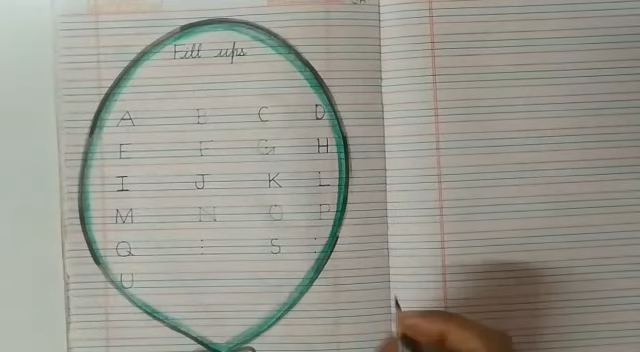 Fill ups
A B C D
E F G H
I J K L
M N O P
Q : S :
U